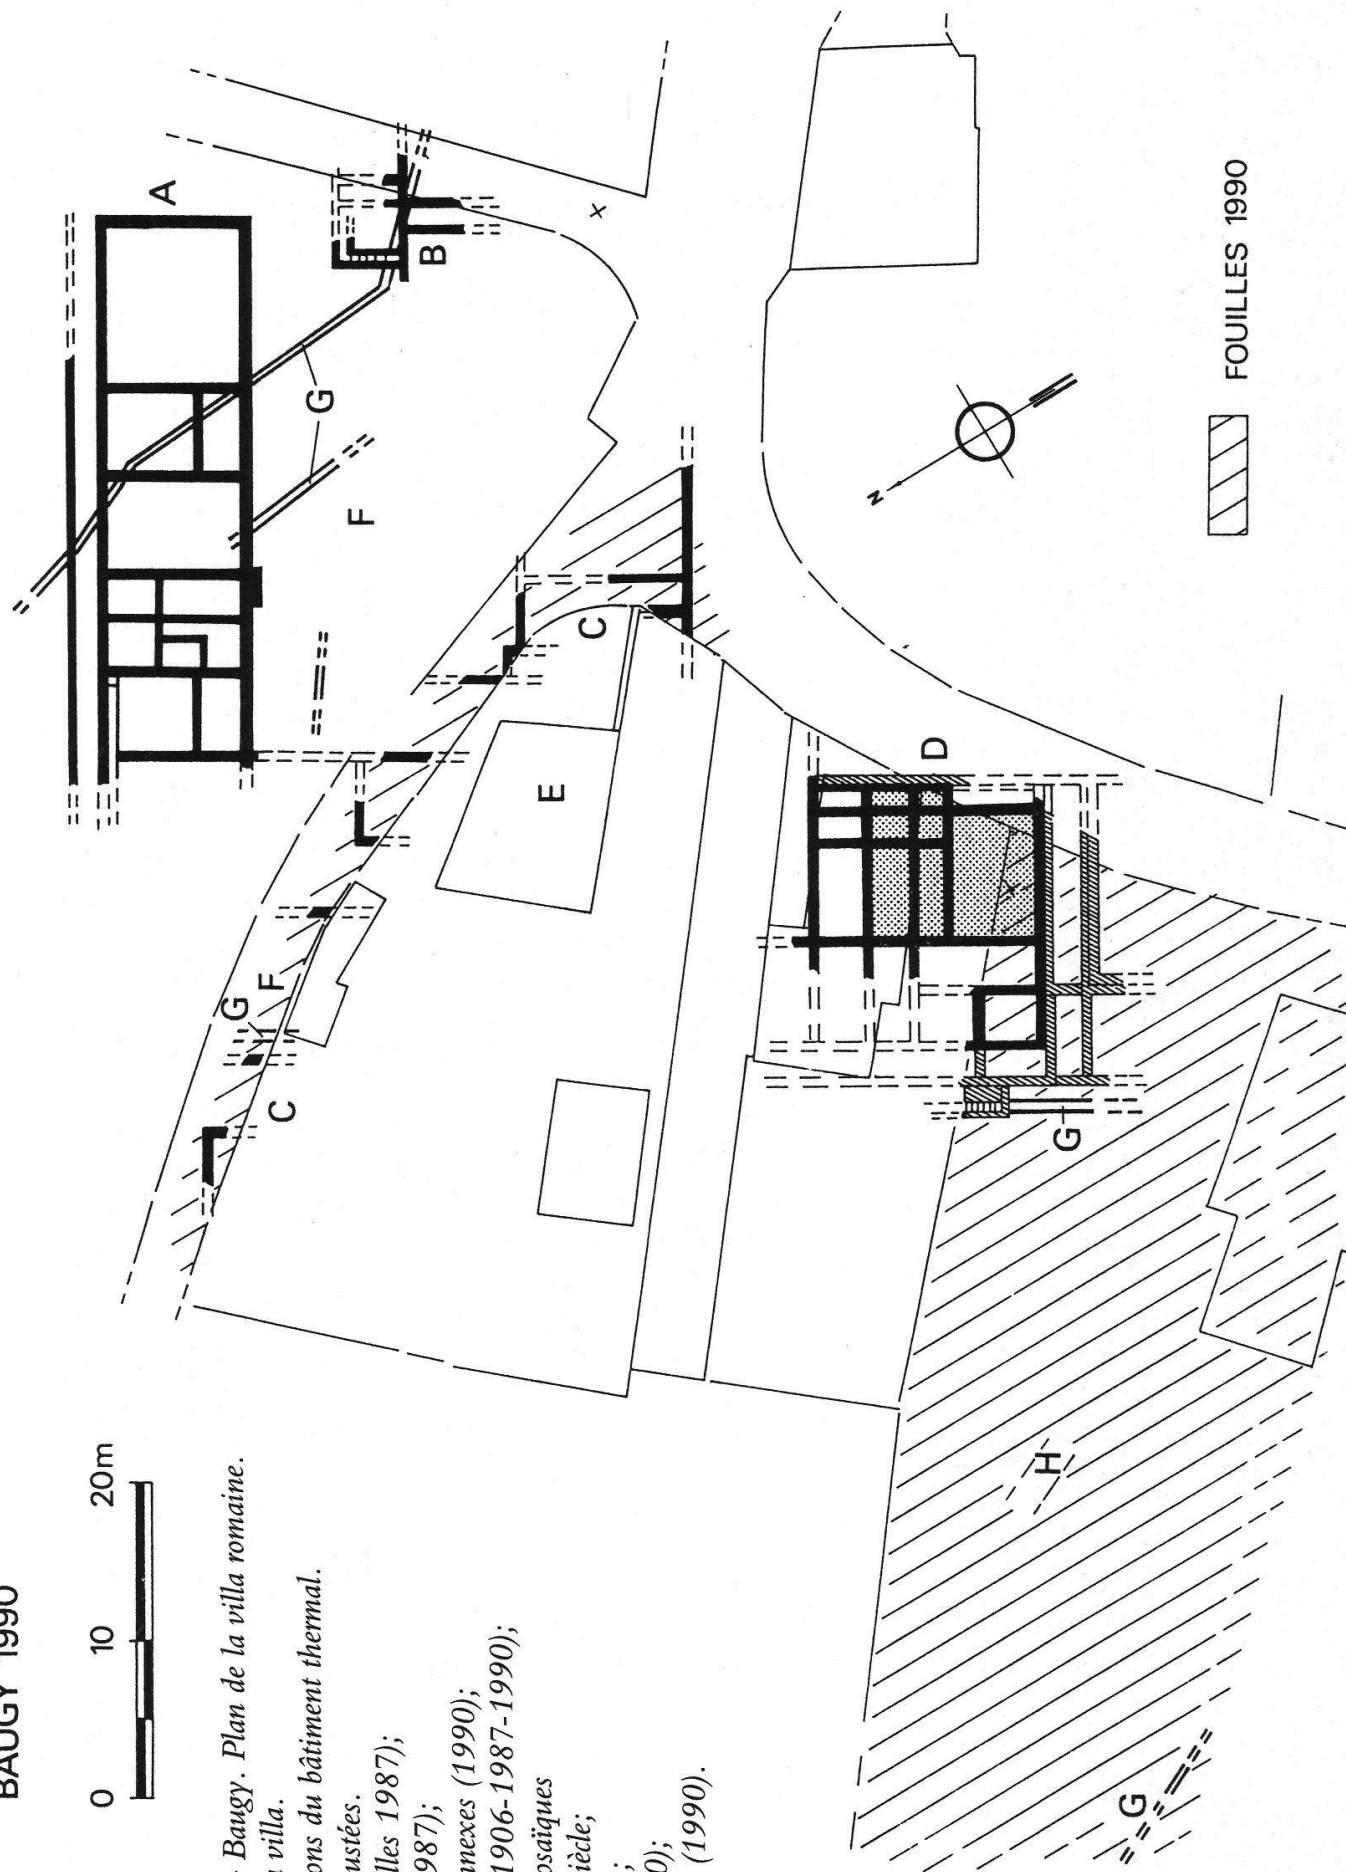 BAUGY 1990
0 10 20m
Baugy. Plan de la villa romaine.
villa.
ons du bâtiment thermal.
ustées.
lles 1987);
987);
nnexes (1990);
1906-1987-1990);
osaïques
iècle;
;
0);
(1990).
A
B
G
F
C
E
D
G
F
C
G
H
G
N
FOUILLES 1990